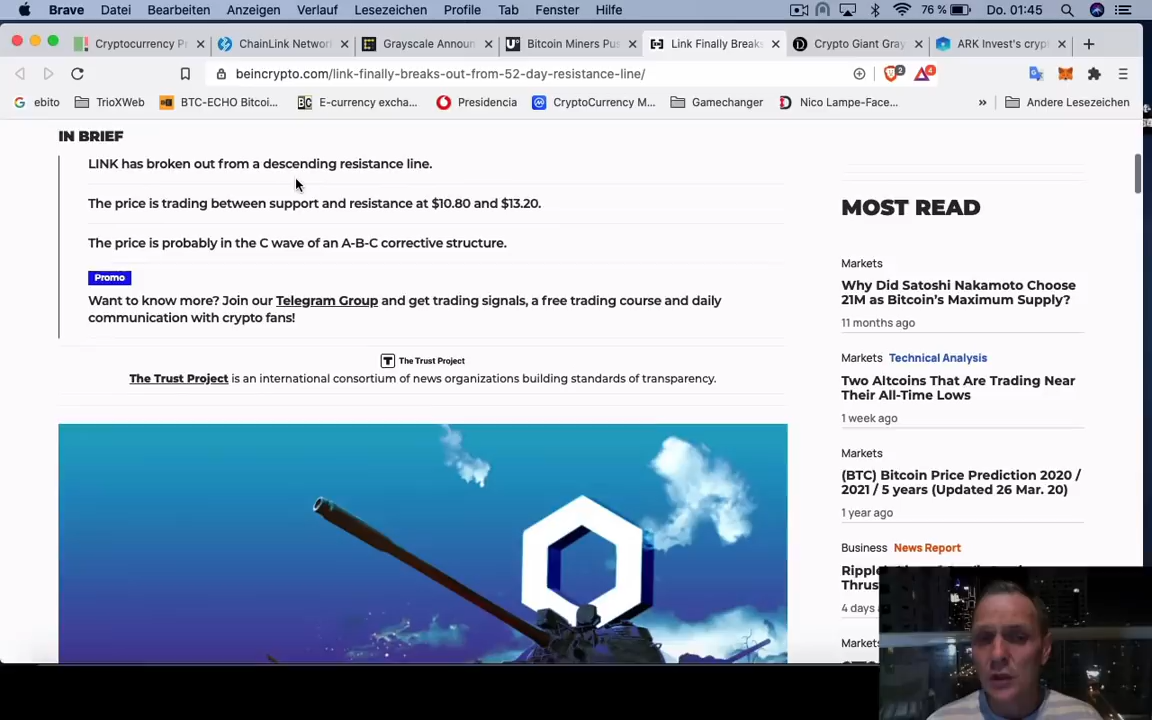 Brave Datei Bearbeiten Anzeigen Verlauf Lesezeichen Profile Tab Fenster Hilfe 76 % Do. 01:45
Cryptocurrency Pr
ChainLink Networ
Grayscale Announ
Bitcoin Miners Pus
Link Finally Breaks
Crypto Giant Gray
ARK Invest's cryp
beincrypto.com/link-finally-breaks-out-from-52-day-resistance-line/ 2 4
ebito TrioXWeb BTC-ECHO Bitcoi... E-currency excha... Presidencia CryptoCurrency M... Gamechanger Nico Lampe-Face... » Andere Lesezeichen
IN BRIEF
LINK has broken out from a descending resistance line.
The price is trading between support and resistance at $10.80 and $13.20.
The price is probably in the C wave of an A-B-C corrective structure.
Promo
Want to know more? Join our Telegram Group and get trading signals, a free trading course and daily
communication with crypto fans!
The Trust Project
The Trust Project is an international consortium of news organizations building standards of transparency.
MOST READ
Markets
Why Did Satoshi Nakamoto Choose
21M as Bitcoin's Maximum Supply?
11 months ago
Markets Technical Analysis
Two Altcoins That Are Trading Near
Their All-Time Lows
1 week ago
Markets
(BTC) Bitcoin Price Prediction 2020 /
2021 / 5 years (Updated 26 Mar. 20)
1 year ago
Business News Report
Ripple
Thrus
4 days
Markets